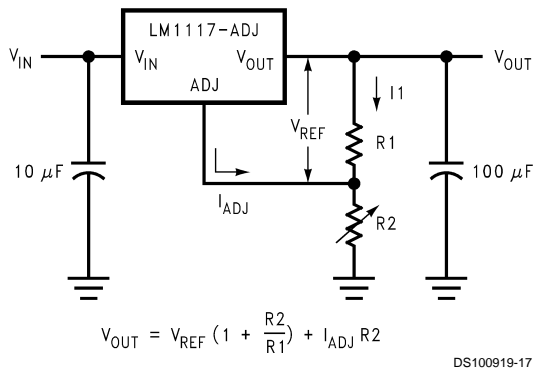 LM1117-ADJ
V_IN
V_IN
V_OUT
V_OUT
ADJ
I1
V_REF
R1
10 μF
100 μF
I_ADJ
R2
V_OUT = V_REF (1 + R2/R1) + I_ADJ R2
DS100919-17